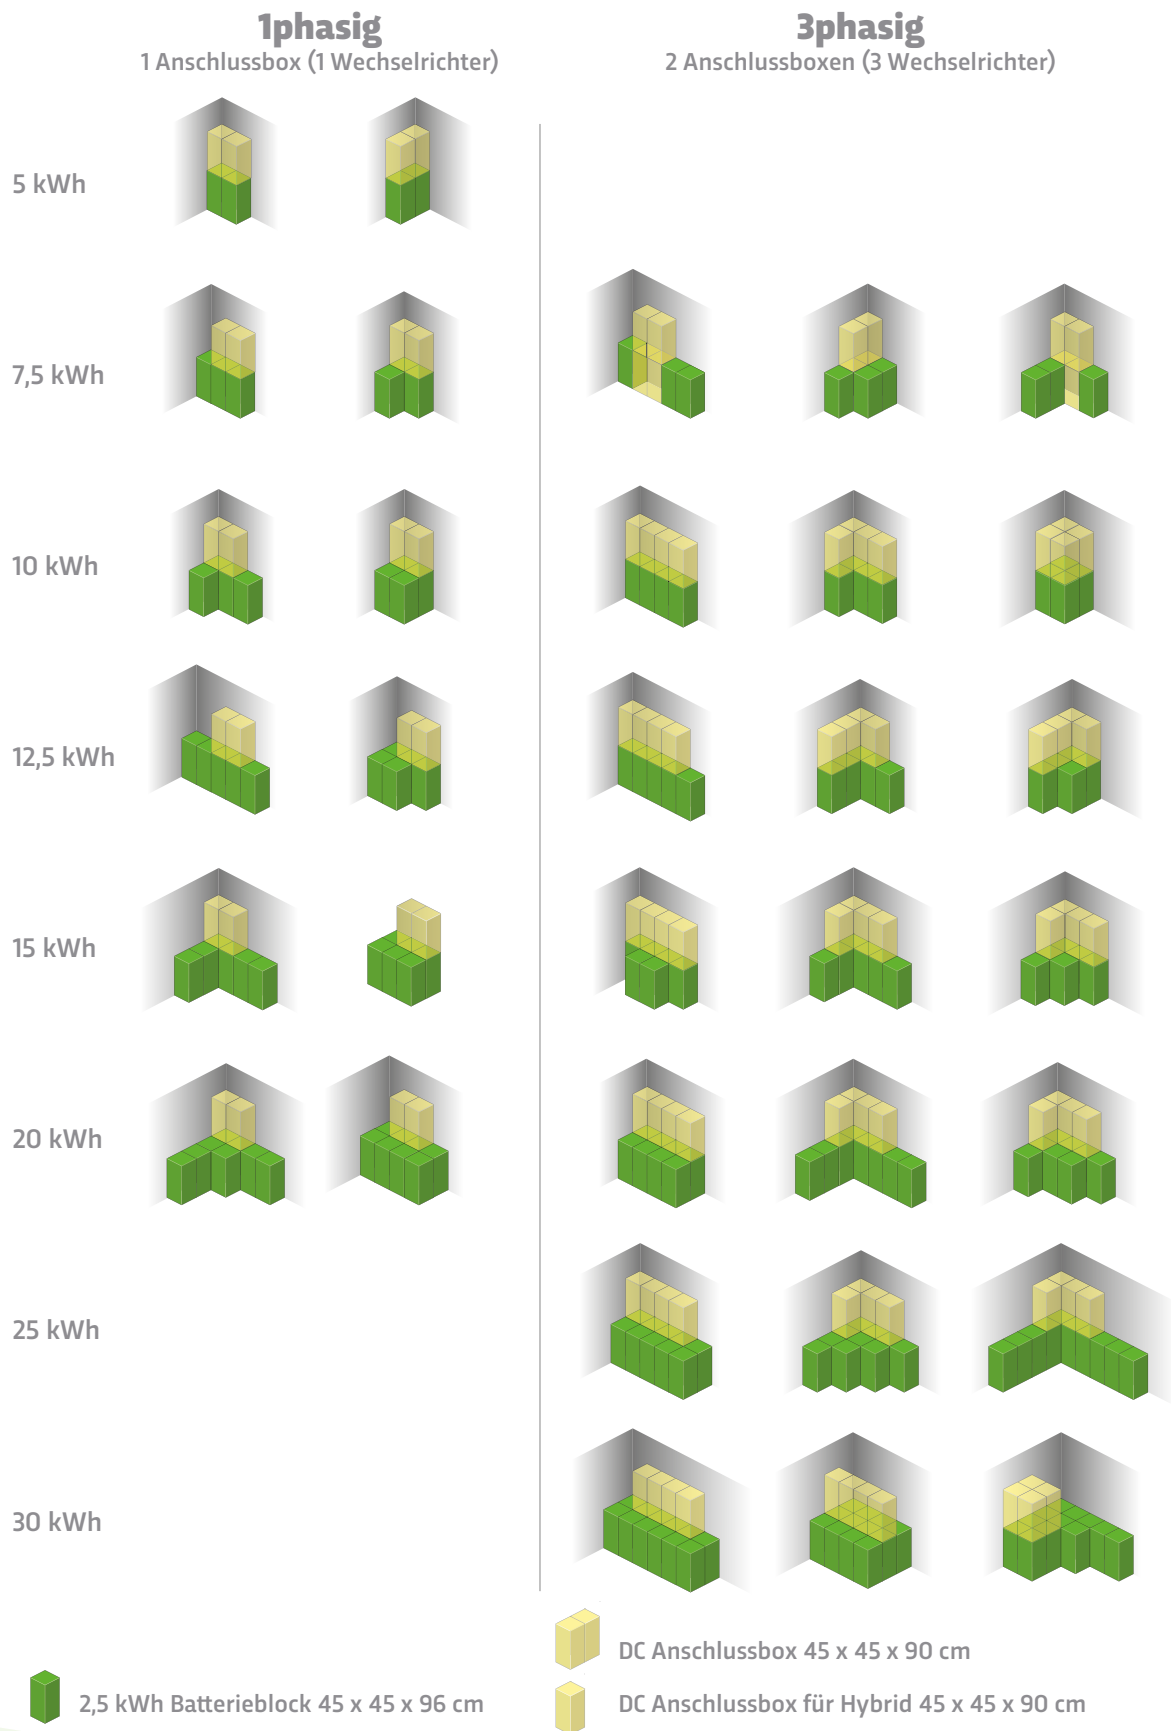 1phasig
1 Anschlussbox (1 Wechselrichter)
3phasig
2 Anschlussboxen (3 Wechselrichter)
5 kWh
7,5 kWh
10 kWh
12,5 kWh
15 kWh
20 kWh
25 kWh
30 kWh
DC Anschlussbox 45 x 45 x 90 cm
2,5 kWh Batterieblock 45 x 45 x 96 cm
DC Anschlussbox für Hybrid 45 x 45 x 90 cm